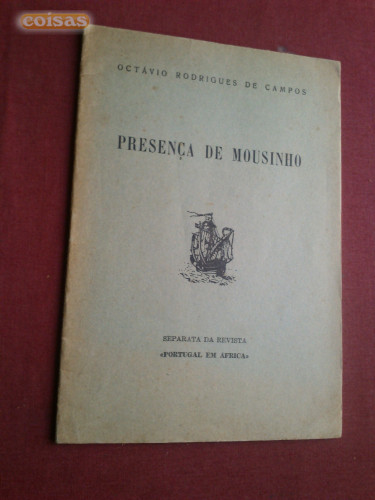 coisas
OCTÁVIO RODRIGUES DE CAMPOS
PRESENÇA DE MOUSINHO
SEPARATA DA REVISTA
«PORTUGAL EM AFRICA»